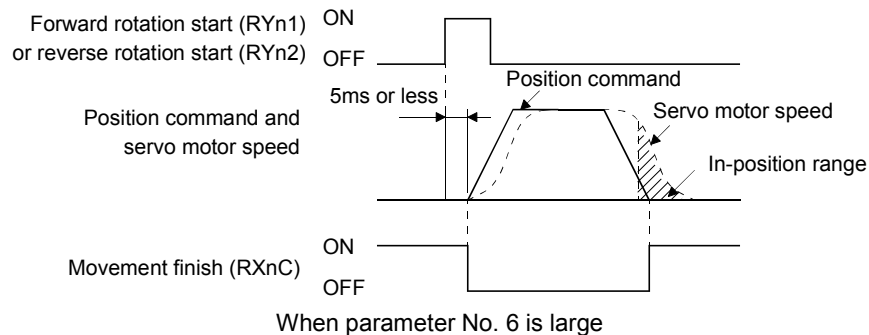 Forward rotation start (RYn1)
or reverse rotation start (RYn2)
ON
OFF
Position command
5ms or less
Servo motor speed
Position command and
servo motor speed
In-position range
ON
Movement finish (RXnC)
OFF
When parameter No. 6 is large